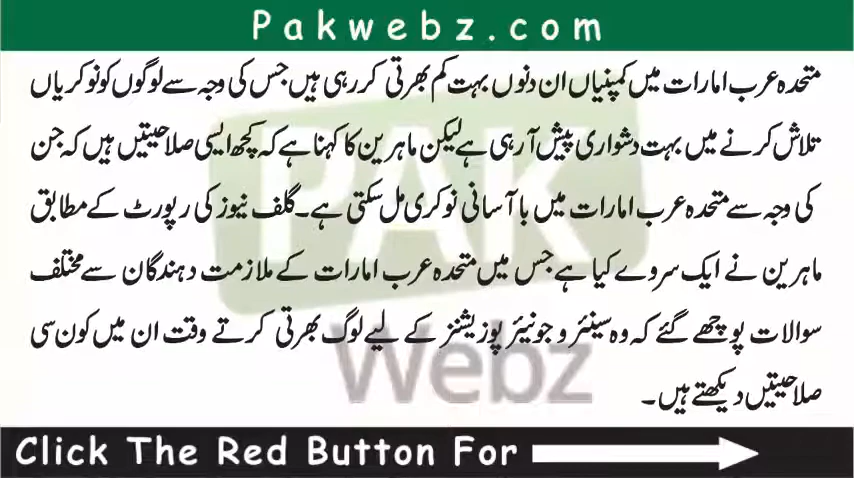 Pakwebz.com
متحدہ عرب امارات میں کمپنیاں ان دنوں بہت کم بھرتی کر رہی ہیں جس کی وجہ سے لوگوں کو نوکریاں
تلاش کرنے میں بہت دشواری پیش آ رہی ہے لیکن ماہرین کا کہنا ہے کہ کچھ ایسی صلاحیتیں ہیں کہ جن
کی وجہ سے متحدہ عرب امارات میں باآسانی نوکری مل سکتی ہے۔ گلف نیوز کی رپورٹ کے مطابق
ماہرین نے ایک سروے کیا ہے جس میں متحدہ عرب امارات کے ملازمت دہندگان سے مختلف
سوالات پوچھے گئے کہ وہ سینئر و جونیئر پوزیشنز کے لیے لوگ بھرتی کرتے وقت ان میں کون سی
صلاحیتیں دیکھتے ہیں۔
PAK
Webz
Click The Red Button For